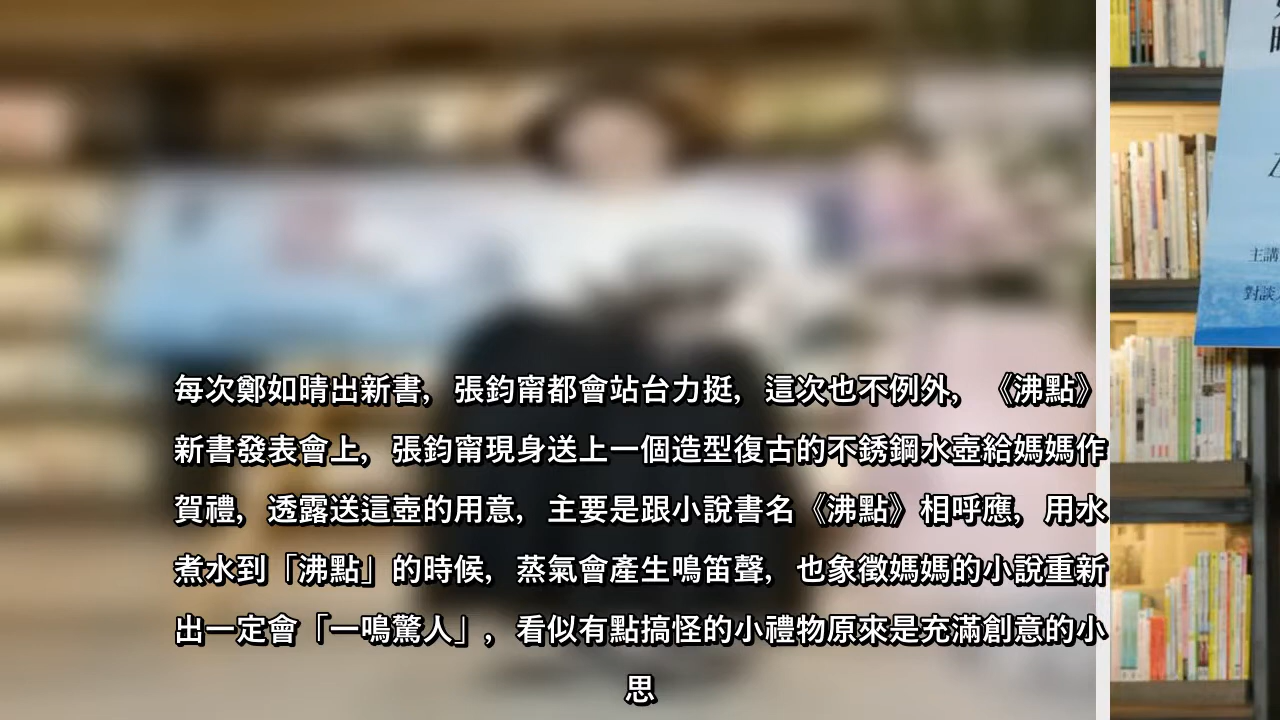 每次鄭如晴出新書，張鈞甯都會站台力挺，這次也不例外，《沸點》
新書發表會上，張鈞甯現身送上一個造型復古的不銹鋼水壺給媽媽作
賀禮，透露送這壺的用意，主要是跟小說書名《沸點》相呼應，用水
煮水到「沸點」的時候，蒸氣會產生鳴笛聲，也象徵媽媽的小說重新
出一定會「一鳴驚人」，看似有點搞怪的小禮物原來是充滿創意的小
思
主講
對談